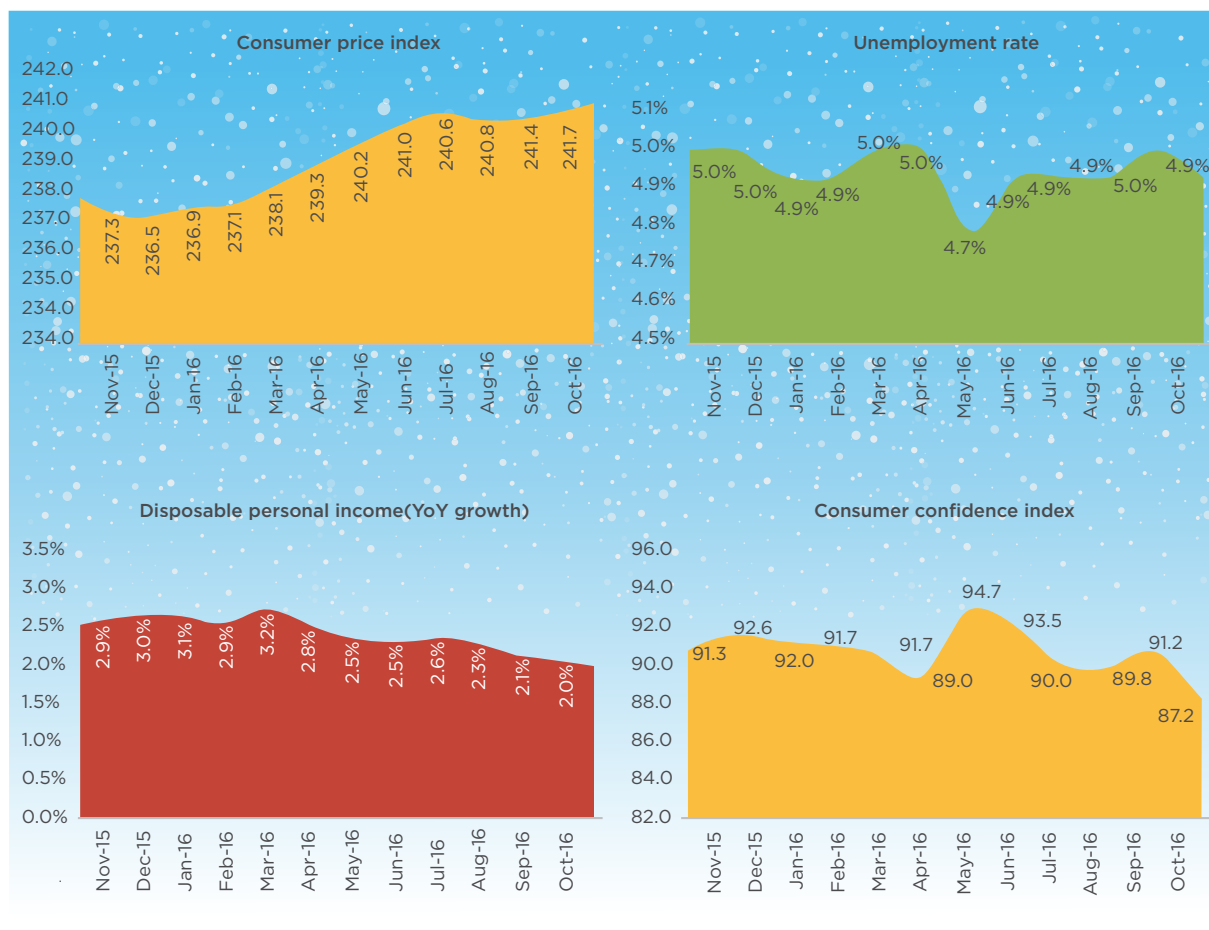 Consumer price index
242.0
241.0
240.0
239.0
238.0
237.0
236.0
235.0
234.0
237.3
236.5
236.9
237.1
238.1
239.3
240.2
241.0
240.6
240.8
241.4
241.7
Nov-15
Dec-15
Jan-16
Feb-16
Mar-16
Apr-16
May-16
Jun-16
Jul-16
Aug-16
Sep-16
Oct-16
Unemployment rate
5.1%
5.0%
4.9%
4.8%
4.7%
4.6%
4.5%
5.0%
5.0%
4.9%
4.9%
5.0%
5.0%
4.7%
4.9%
4.9%
4.9%
5.0%
4.9%
Nov-15
Dec-15
Jan-16
Feb-16
Mar-16
Apr-16
May-16
Jun-16
Jul-16
Aug-16
Sep-16
Oct-16
Disposable personal income(YoY growth)
3.5%
3.0%
2.5%
2.0%
1.5%
1.0%
0.5%
0.0%
2.9%
3.0%
3.1%
2.9%
3.2%
2.8%
2.5%
2.5%
2.6%
2.3%
2.1%
2.0%
Nov-15
Dec-15
Jan-16
Feb-16
Mar-16
Apr-16
May-16
Jun-16
Jul-16
Aug-16
Sep-16
Oct-16
Consumer confidence index
96.0
94.0
92.0
90.0
88.0
86.0
84.0
82.0
91.3
92.6
92.0
91.7
91.7
89.0
94.7
93.5
90.0
89.8
91.2
87.2
Nov-15
Dec-15
Jan-16
Feb-16
Mar-16
Apr-16
May-16
Jun-16
Jul-16
Aug-16
Sep-16
Oct-16